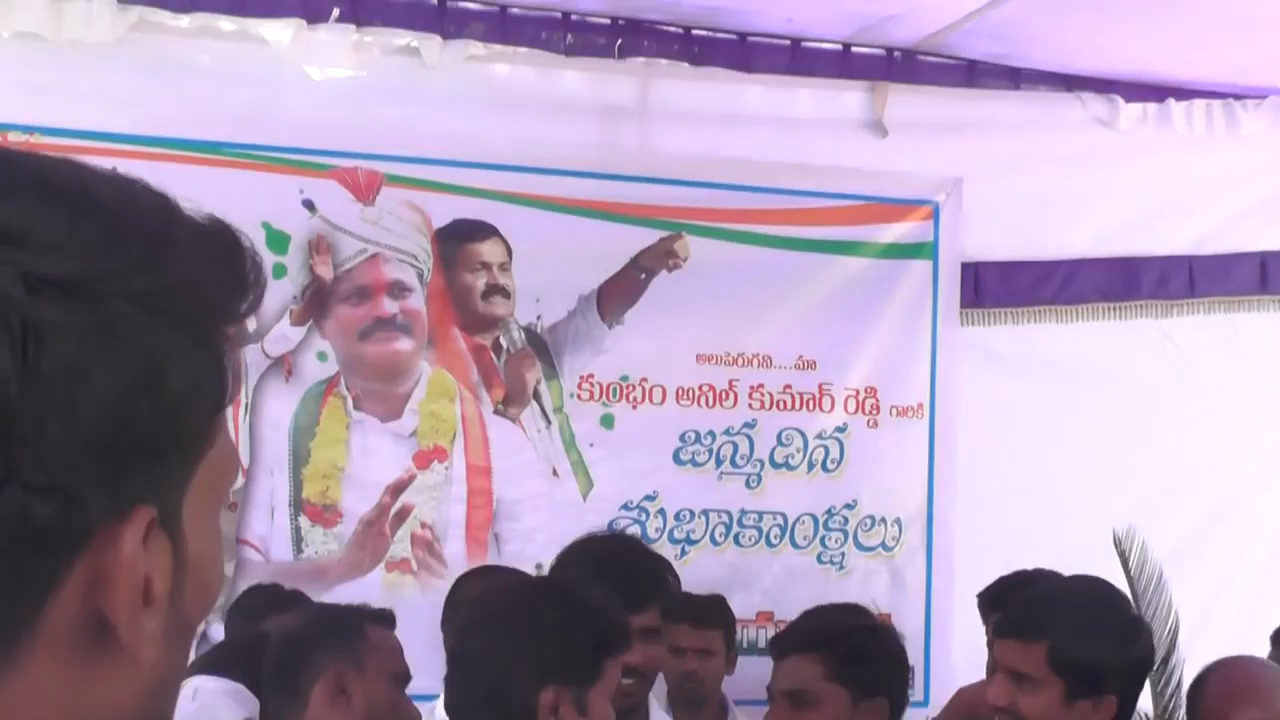 అలుపెరుగని....మా
కుంభం అనిల్ కుమార్ రెడ్డి గారికి
జన్మదిన
శుభాకాంక్షలు